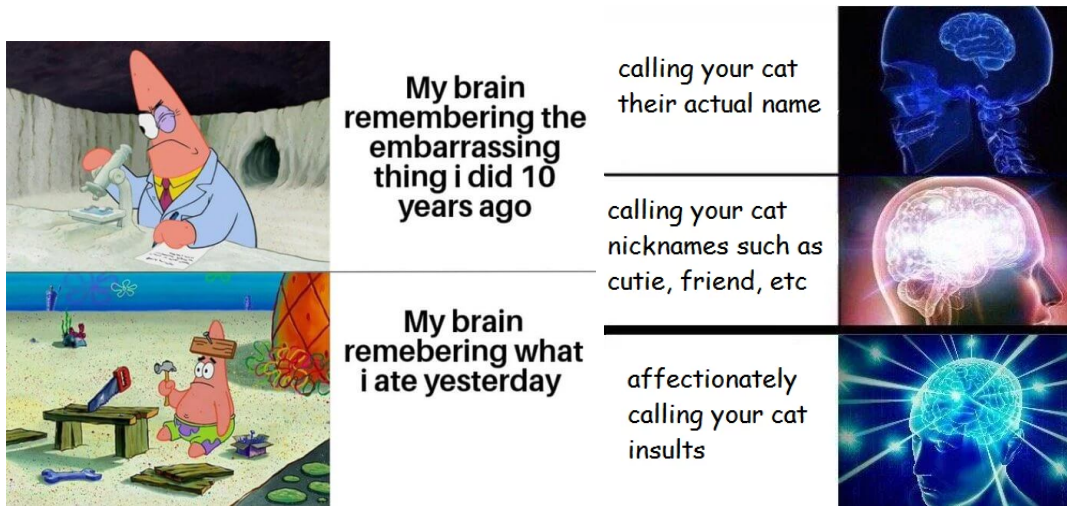 My brain
remembering the
embarrassing
thing i did 10
years ago
My brain
remebering what
i ate yesterday
calling your cat
their actual name
calling your cat
nicknames such as
cutie, friend, etc
affectionately
calling your cat
insults